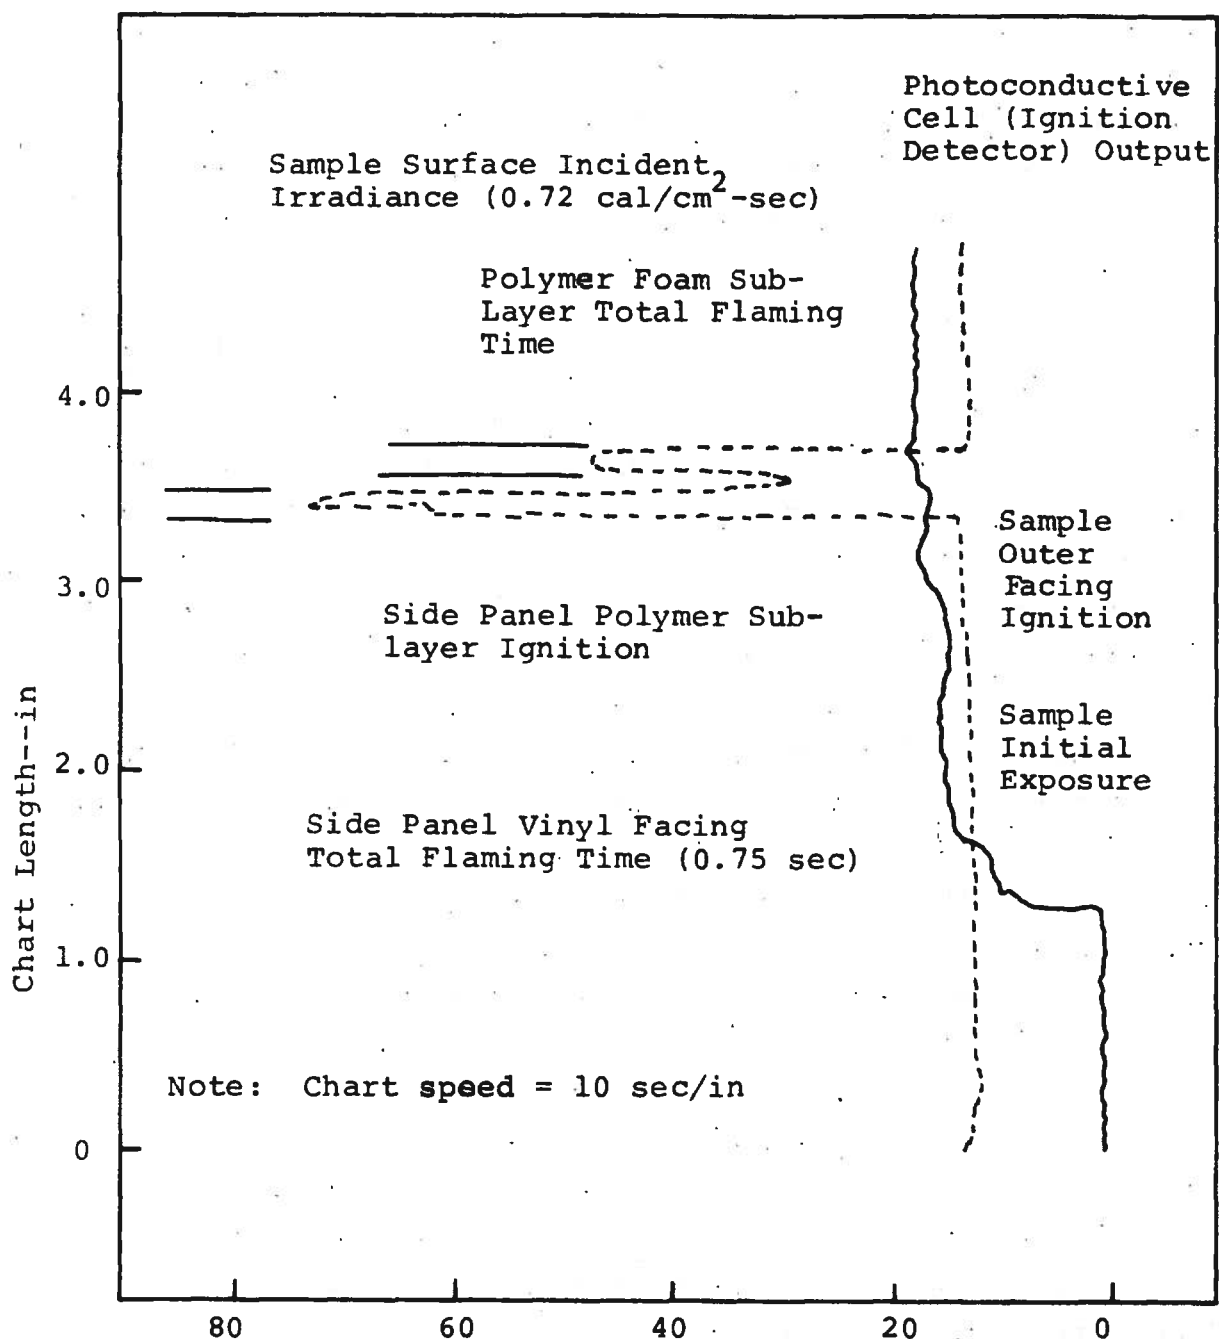 Photoconductive
Cell (Ignition
Detector) Output
Sample Surface Incident
Irradiance (0.72 cal/cm2-sec)
Polymer Foam Sub-
Layer Total Flaming
Time
4.0
Sample
Outer
Facing
Ignition
3.0
Side Panel Polymer Sub-
layer Ignition
Sample
Initial
Exposure
2.0
Chart Length--in
Side Panel Vinyl Facing
Total Flaming Time (0.75 sec)
1.0
Note: Chart speed = 10 sec/in
0
80 60 40 20 0